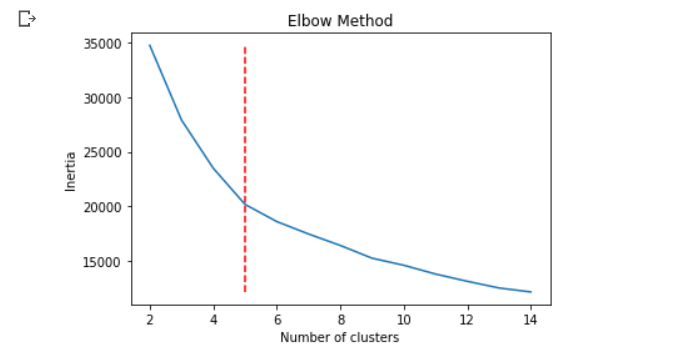 Elbow Method
35000
30000
25000
20000
15000
Inertia
2 4 6 8 10 12 14
Number of clusters